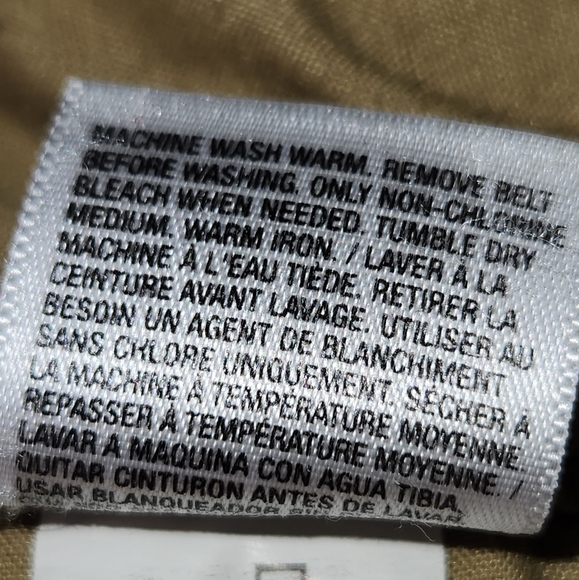 MACHINE WASH WARM. REMOVE BELT
BEFORE WASHING. ONLY NON-CHLORINE
BLEACH WHEN NEEDED. TUMBLE DRY
MEDIUM. WARM IRON. / LAVER À LA
MACHINE À L'EAU TIÈDE. RETIRER LA
CEINTURE AVANT LAVAGE. UTILISER AU
BESOIN UN AGENT DE BLANCHIMENT
SANS CHLORE UNIQUEMENT. SÉCHER À
LA MACHINE À TEMPÉRATURE MOYENNE.
REPASSER À TEMPÉRATURE MOYENNE. /
LAVAR A MAQUINA CON AGUA TIBIA.
QUITAR CINTURON ANTES DE LAVAR.
USAR BLANQUEADOR